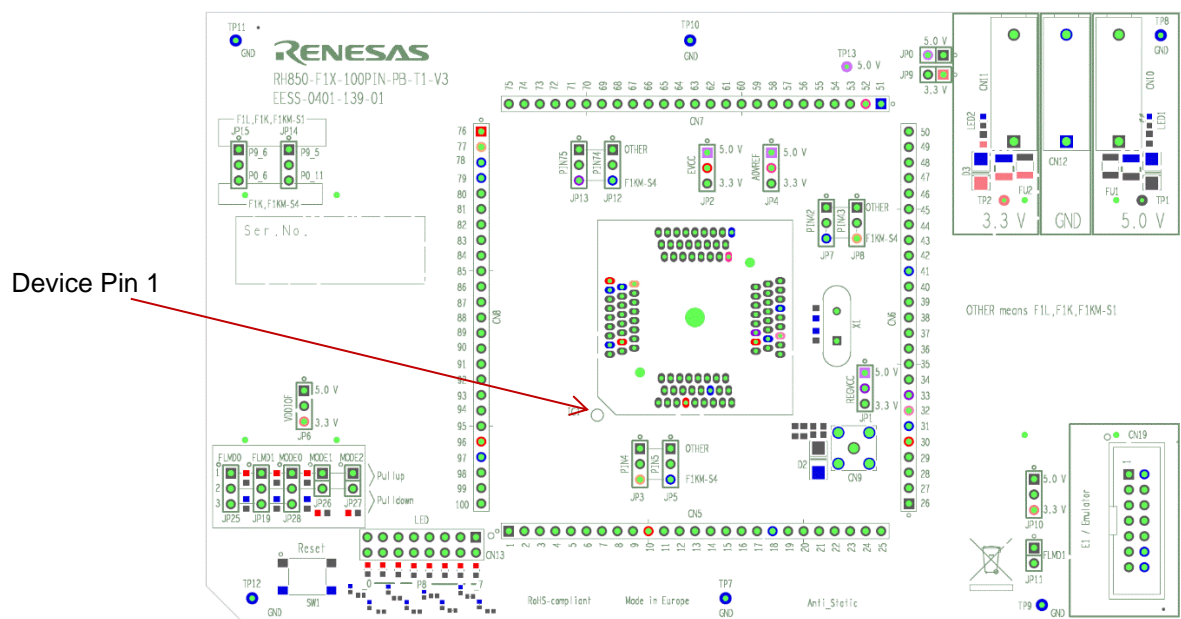 TP11
GND
RENESAS
RH850-F1X-100PIN-PB-T1-V3
EESS-0401-139-01
TP10
GND
TP13
5.0 V
5.0 V
JP0
JP9
3.3 V
TP8
GND
CN11
LED2
CN12
CN10
LED1
D3
FU2
FU1
TP2
TP1
3.3 V
GND
5.0 V
75 74 73 72 71 70 69 68 67 66 65 64 63 62 61 60 59 58 57 56 55 54 53 52 51
CN7
F1L,F1K,F1KM-S1
JP15
JP14
P9_6
P9_5
P0_6
P0_11
F1K,F1KM-S4
Ser.No.
76
77
78
79
80
81
82
83
84
85
86
87
88
89
90
91
92
93
94
95
96
97
98
99
100
CN8
PIN75
PIN74
OTHER
F1KM-S4
JP13
JP12
EVCC
5.0 V
3.3 V
JP2
A0VREF
5.0 V
3.3 V
JP4
PIN42
PIN43
OTHER
F1KM-S4
JP7
JP8
50
49
48
47
46
45
44
43
42
41
40
39
38
37
36
35
34
33
32
31
30
29
28
27
26
CN6
X1
OTHER means F1L,F1K,F1KM-S1
Device Pin 1
REGVCC
5.0 V
3.3 V
JP1
VDDIOF
5.0 V
3.3 V
JP6
FLMD0
FLMD1
MODE0
MODE1
MODE2
1
2
3
Pullup
Pulldown
JP25
JP19
JP28
JP26
JP27
PIN4
PIN5
OTHER
F1KM-S4
JP3
JP5
D2
CN9
CN5
1 2 3 4 5 6 7 8 9 10 11 12 13 14 15 16 17 18 19 20 21 22 23 24 25
LED
CN13
_0
P8
_7
Reset
SW1
TP12
GND
RoHS-compliant
Made in Europe
TP7
GND
Anti_Static
5.0 V
3.3 V
JP10
FLMD1
JP11
TP9
GND
CN19
1
E1 / Emulator